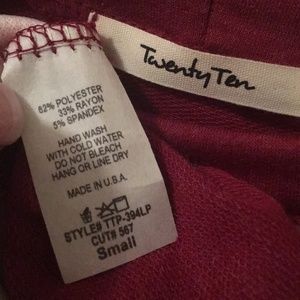 Twenty Ten
62% POLYESTER
33% RAYON
5% SPANDEX
HAND WASH
WITH COLD WATER
DO NOT BLEACH
HANG OR LINE DRY
MADE IN U.S.A.
STYLE# TTP-394LP
CUT# 567
Small